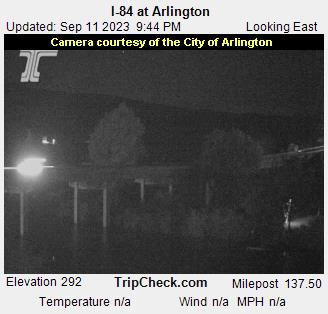 I-84 at Arlington
Updated: Sep 11 2023 9:44 PM Looking East
Camera courtesy of the City of Arlington
Elevation 292 TripCheck.com Milepost 137.50
Temperature n/a Wind n/a MPH n/a